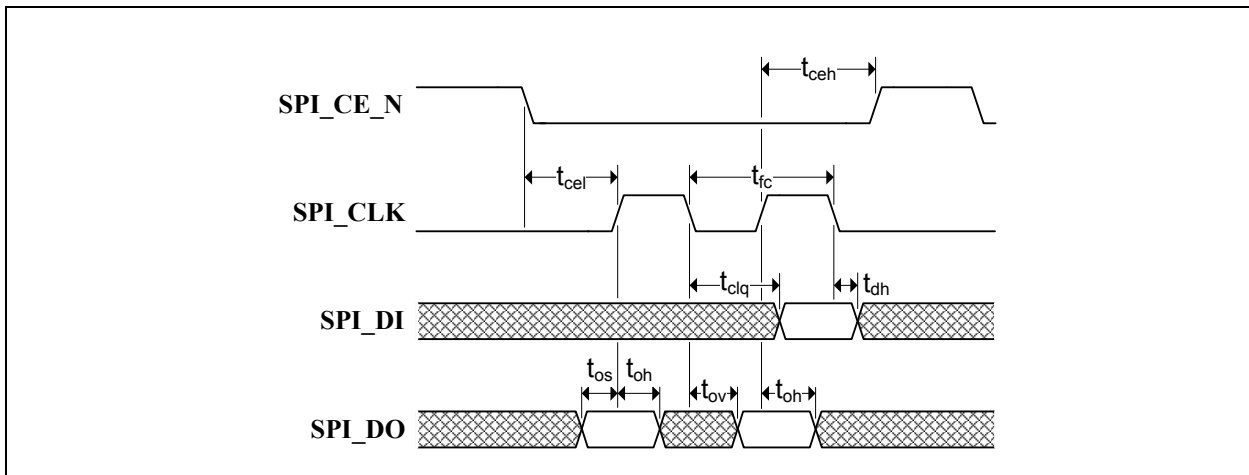 t_ceh
SPI_CE_N
t_cel
t_fc
SPI_CLK
t_clq
t_dh
SPI_DI
t_os
t_oh
t_ov
t_oh
SPI_DO